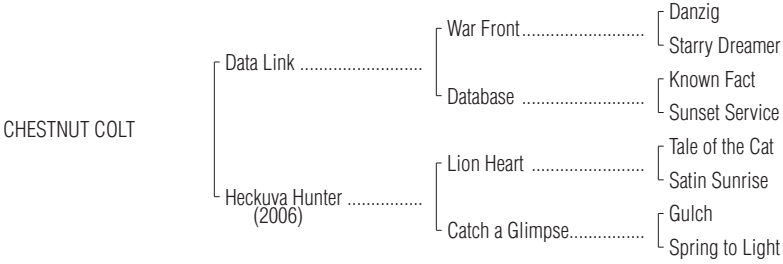 Danzig
War Front..........................
Starry Dreamer
Data Link ..........................
Known Fact
Database ..........................
Sunset Service
CHESTNUT COLT
Tale of the Cat
Lion Heart ........................
Satin Sunrise
Heckuva Hunter ................
(2006)
Gulch
Catch a Glimpse................
Spring to Light